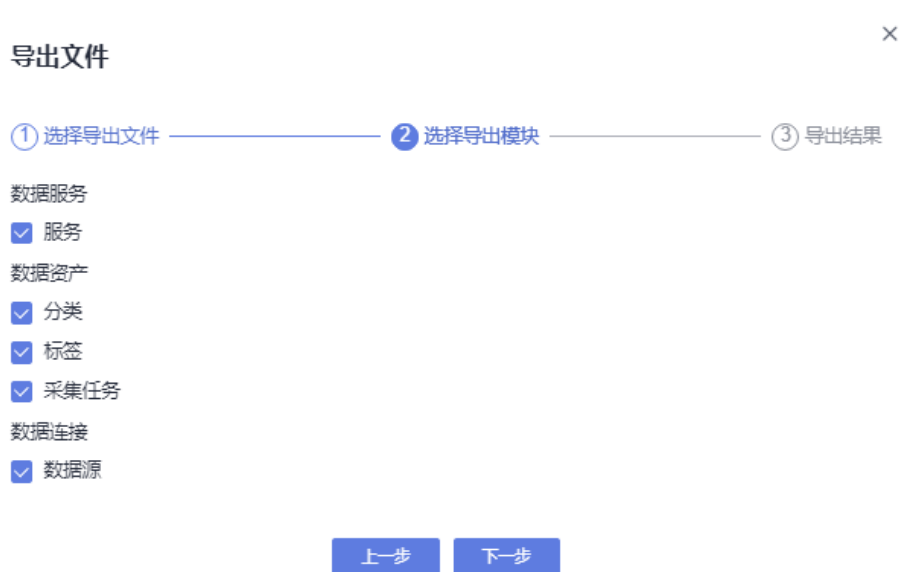 导出文件
1 选择导出文件 2 选择导出模块 3 导出结果
数据服务
服务
数据资产
分类
标签
采集任务
数据连接
数据源
上一步 下一步